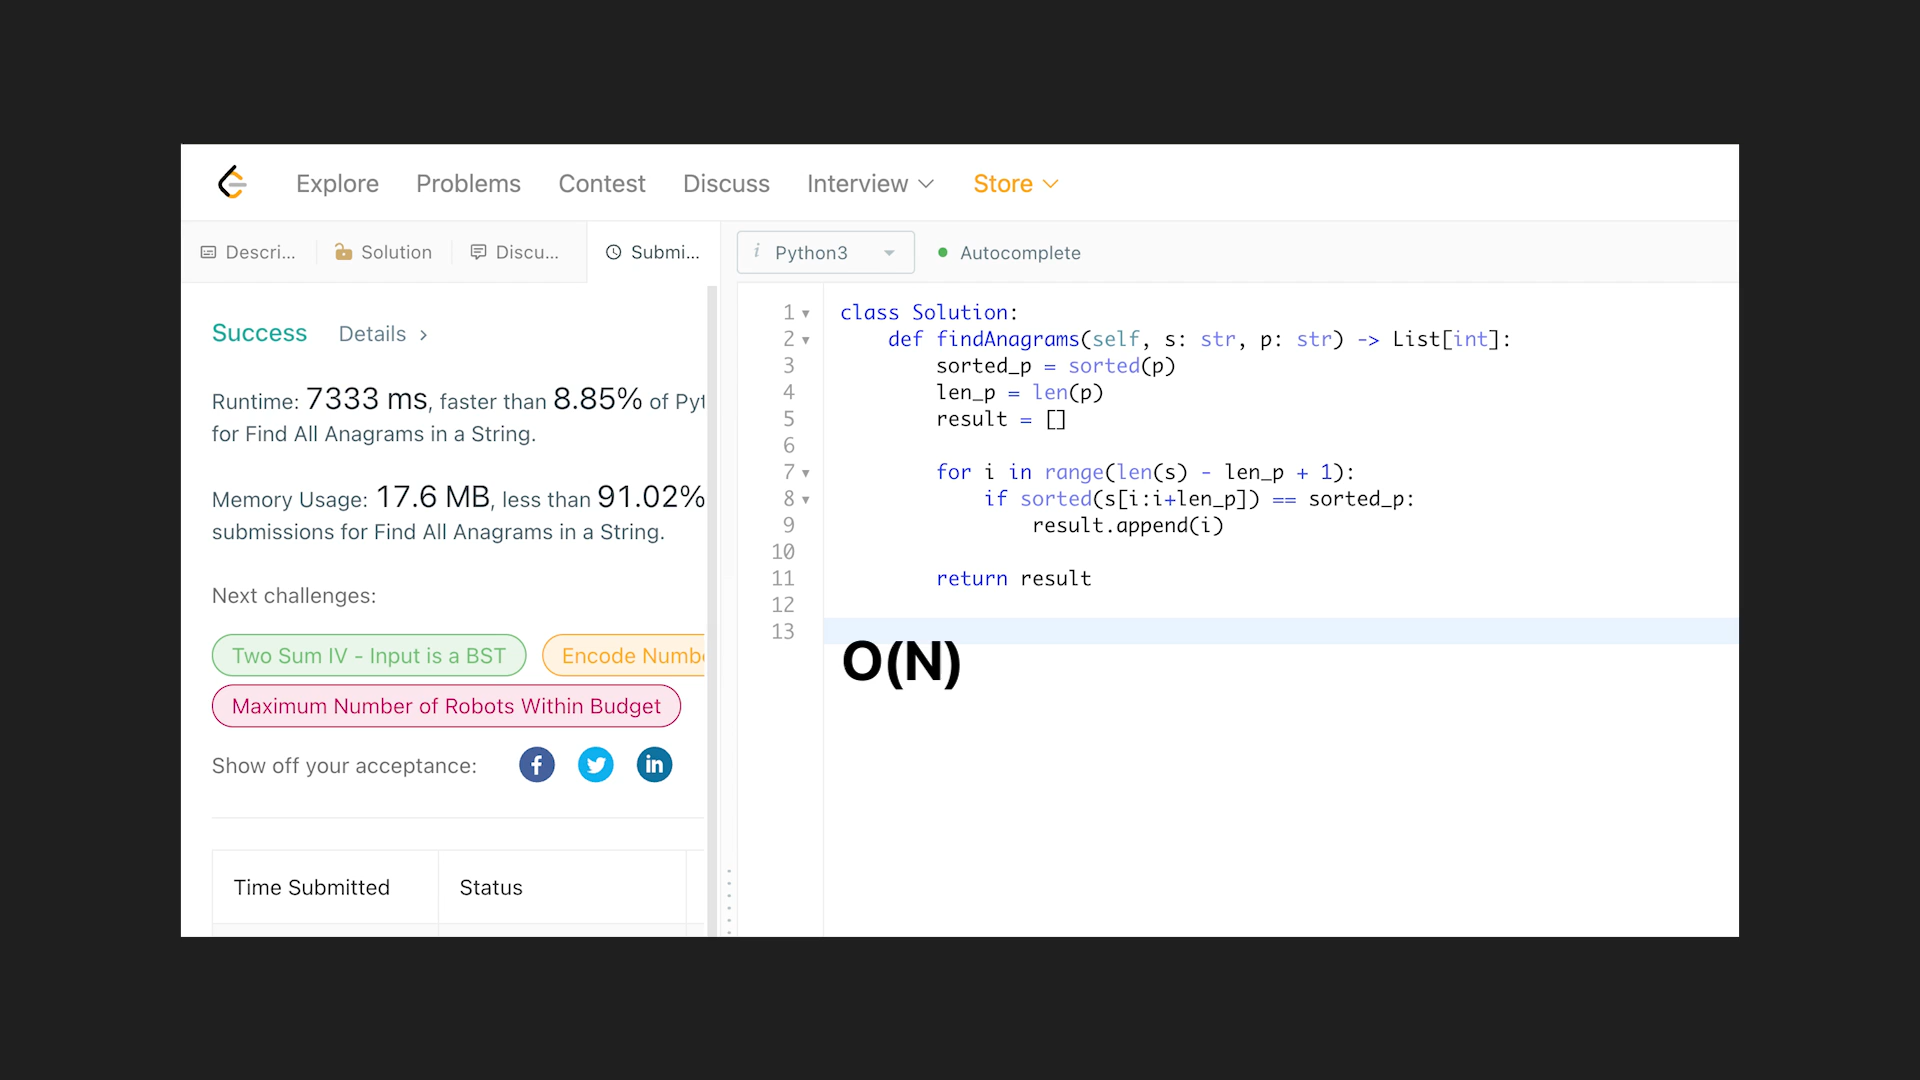 Explore Problems Contest Discuss Interview Store
Descri... Solution Discu... Submi...
i Python3 Autocomplete
Success Details >
Runtime: 7333 ms, faster than 8.85% of Pyt
for Find All Anagrams in a String.
Memory Usage: 17.6 MB, less than 91.02%
submissions for Find All Anagrams in a String.
Next challenges:
Two Sum IV - Input is a BST Encode Numb
Maximum Number of Robots Within Budget
Show off your acceptance:
f in
Time Submitted Status
1 class Solution:
2 def findAnagrams(self, s: str, p: str) -> List[int]:
3 sorted_p = sorted(p)
4 len_p = len(p)
5 result = []
6
7 for i in range(len(s) - len_p + 1):
8 if sorted(s[i:i+len_p]) == sorted_p:
9 result.append(i)
10
11 return result
12
13
O(N)